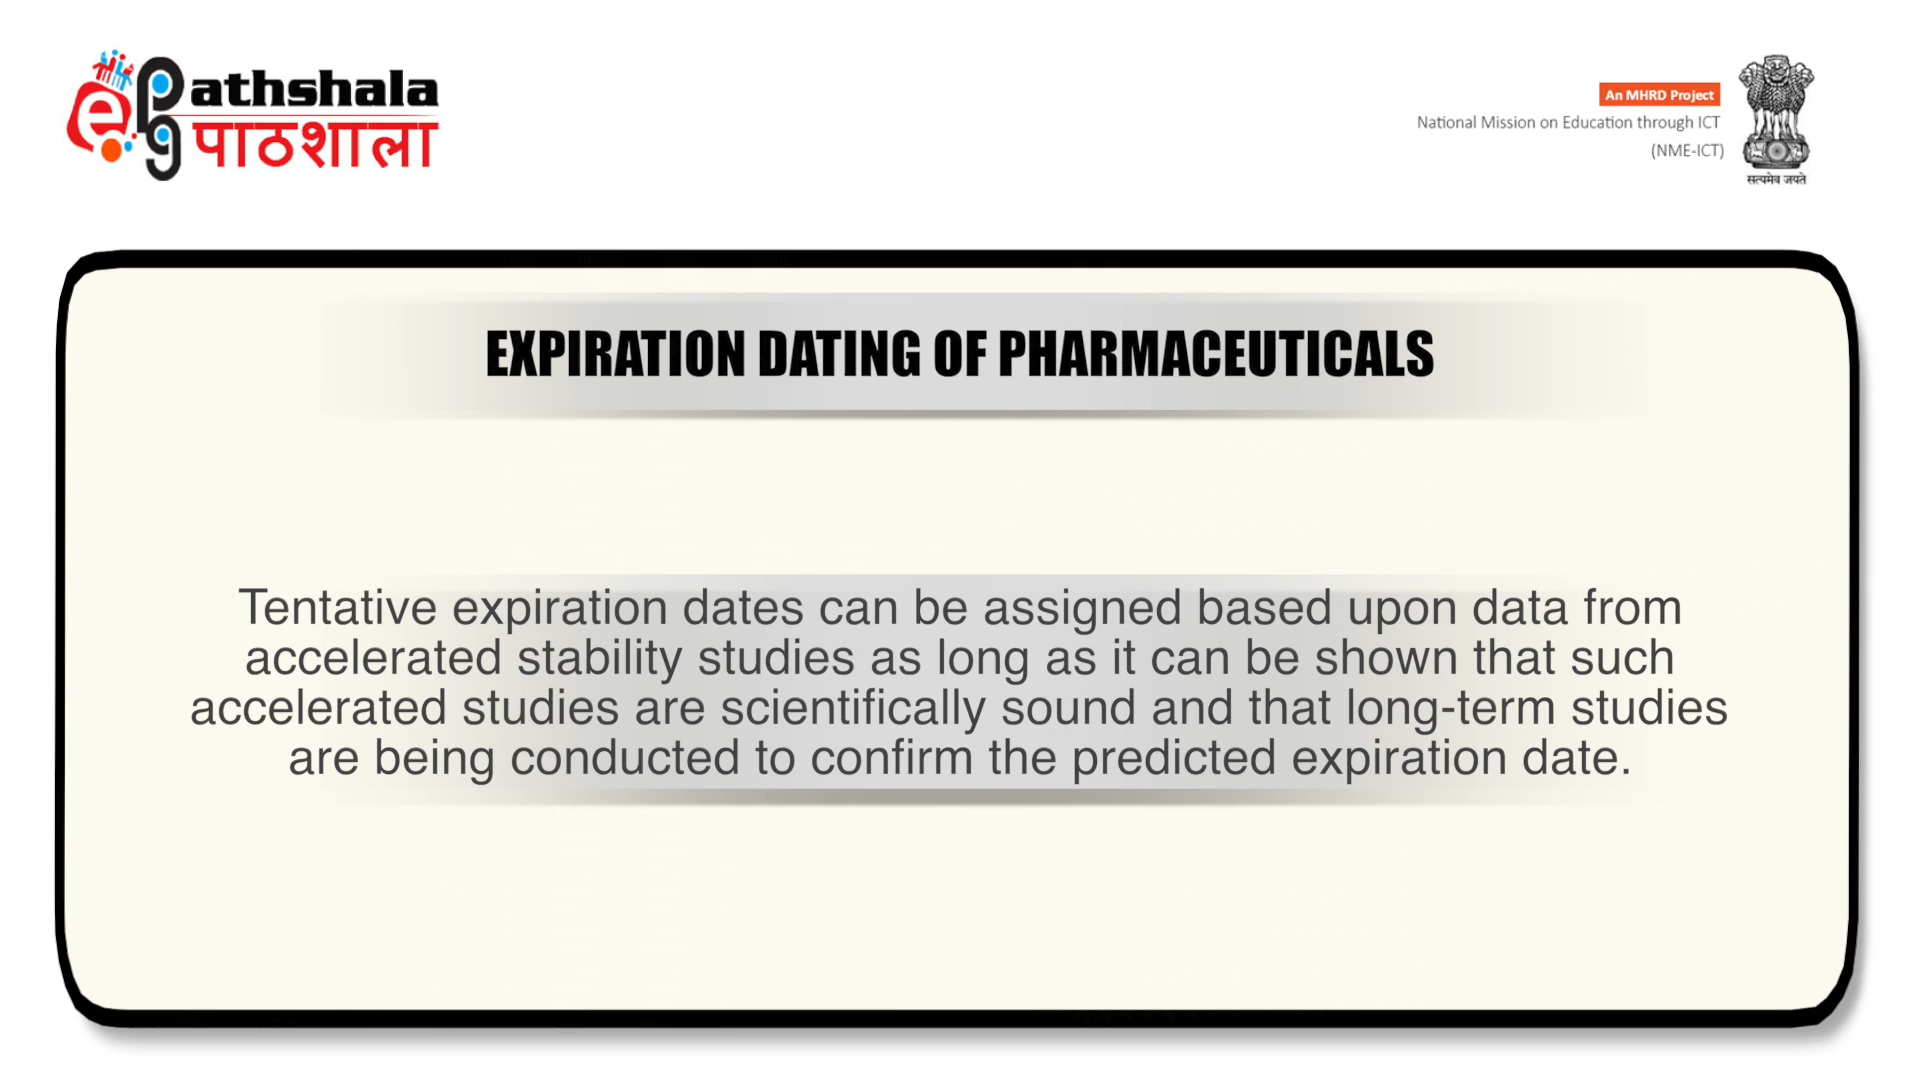 e pg Pathshala
पाठशाला
An MHRD Project
National Mission on Education through ICT
(NME-ICT)
सत्यमेव जयते
EXPIRATION DATING OF PHARMACEUTICALS
Tentative expiration dates can be assigned based upon data from
accelerated stability studies as long as it can be shown that such
accelerated studies are scientifically sound and that long-term studies
are being conducted to confirm the predicted expiration date.